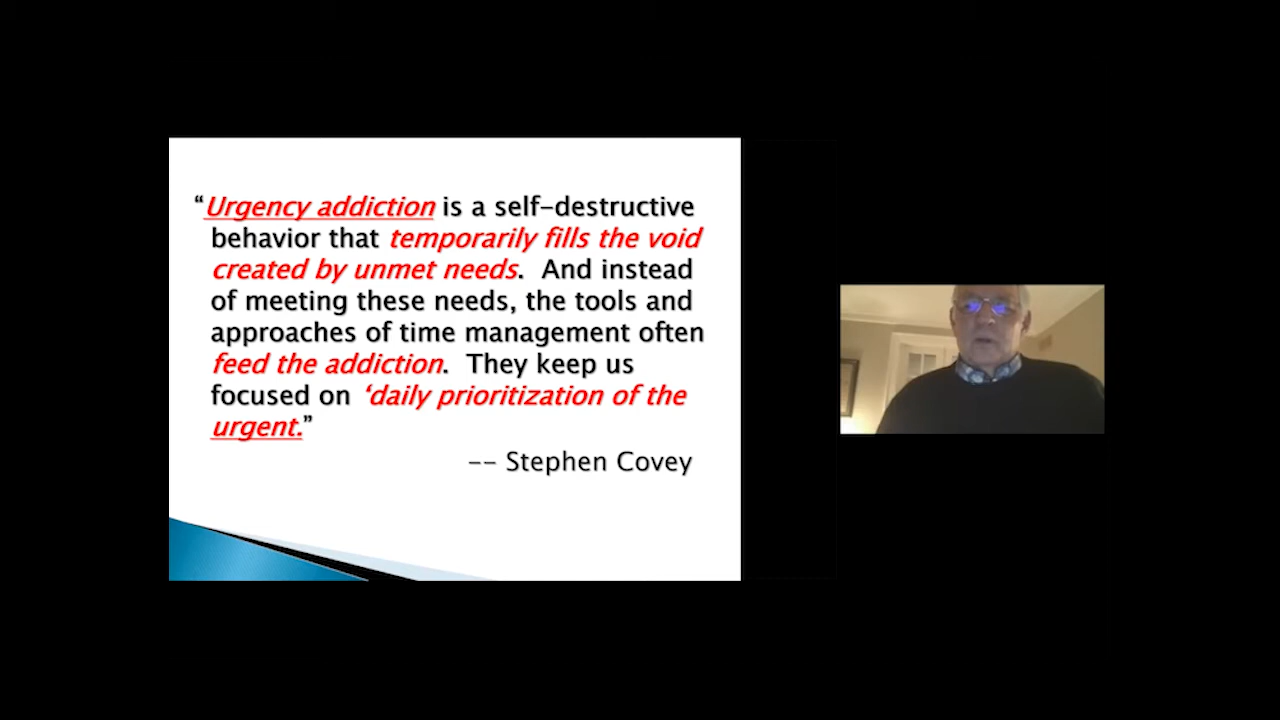 “Urgency addiction is a self-destructive
behavior that temporarily fills the void
created by unmet needs.  And instead
of meeting these needs, the tools and
approaches of time management often
feed the addiction.  They keep us
focused on ‘daily prioritization of the
urgent.”
-- Stephen Covey